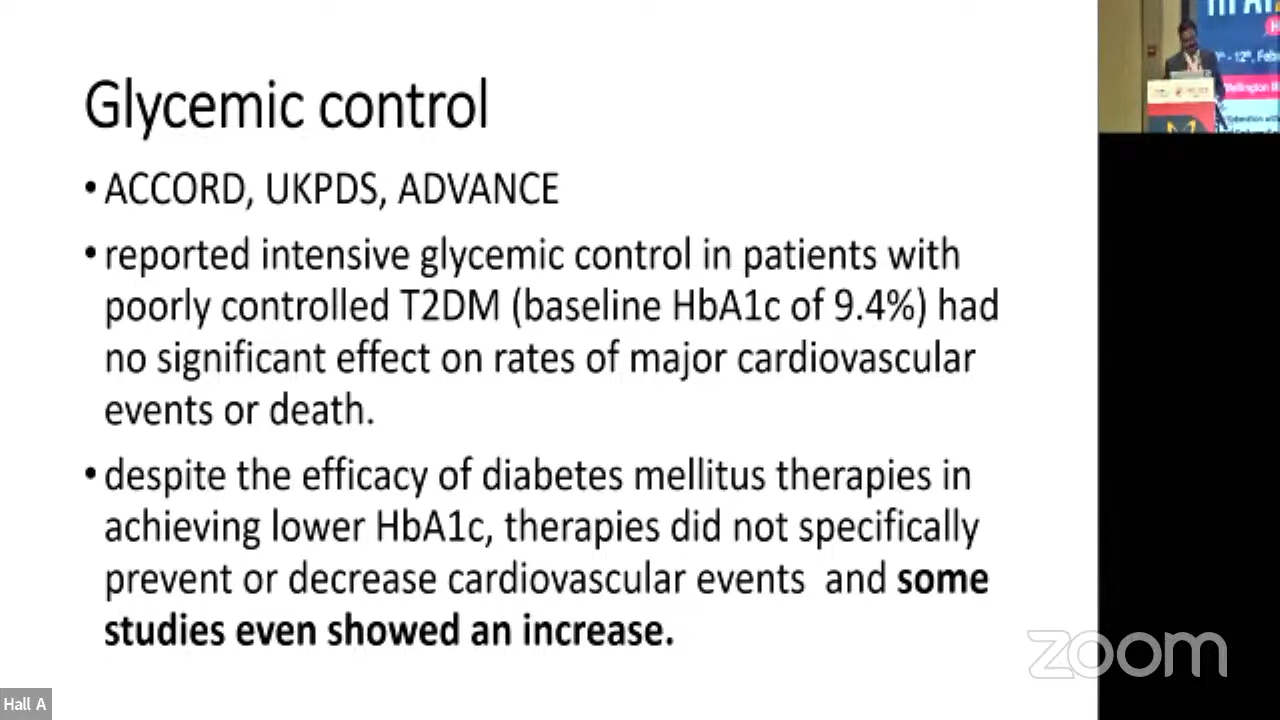 Glycemic control
• ACCORD, UKPDS, ADVANCE
• reported intensive glycemic control in patients with
poorly controlled T2DM (baseline HbA1c of 9.4%) had
no significant effect on rates of major cardiovascular
events or death.
• despite the efficacy of diabetes mellitus therapies in
achieving lower HbA1c, therapies did not specifically
prevent or decrease cardiovascular events and some
studies even showed an increase.
zoom
Hall A